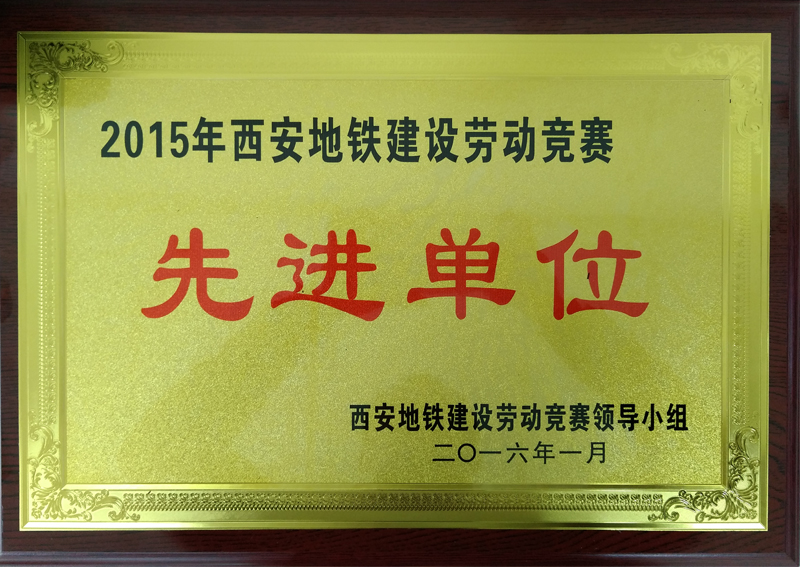 2015年西安地铁建设劳动竞赛
先进单位
西安地铁建设劳动竞赛领导小组
二〇一六年一月